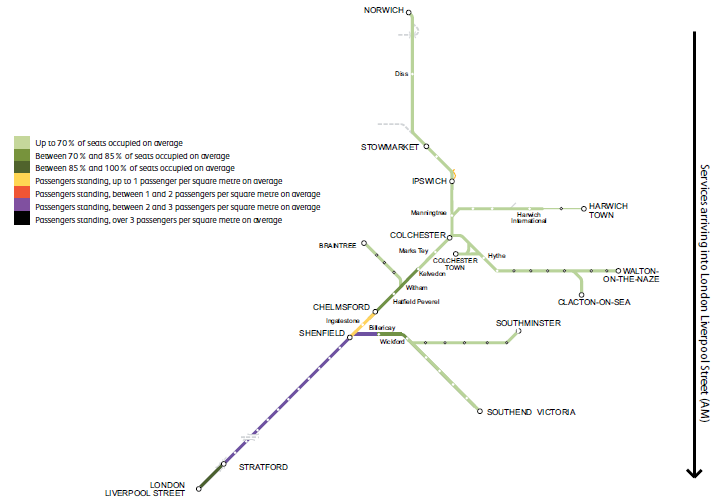 NORWICH
Diss
STOWMARKET
IPSWICH
Manningtree
Harwich
International
HARWICH
TOWN
COLCHESTER
Marks Tey
COLCHESTER
TOWN
Hythe
BRAINTREE
Kelvedon
WALTON-
ON-THE-NAZE
Witham
Hatfield Peverel
CLACTON-ON-SEA
CHELMSFORD
Ingatestone
SHENFIELD
Billericay
Wickford
SOUTHMINSTER
SOUTHEND VICTORIA
STRATFORD
LONDON
LIVERPOOL STREET
Up to 70% of seats occupied on average
Between 70% and 85% of seats occupied on average
Between 85% and 100% of seats occupied on average
Passengers standing, up to 1 passenger per square metre on average
Passengers standing, between 1 and 2 passengers per square metre on average
Passengers standing, between 2 and 3 passengers per square metre on average
Passengers standing, over 3 passengers per square metre on average
Services arriving into London Liverpool Street (AM)